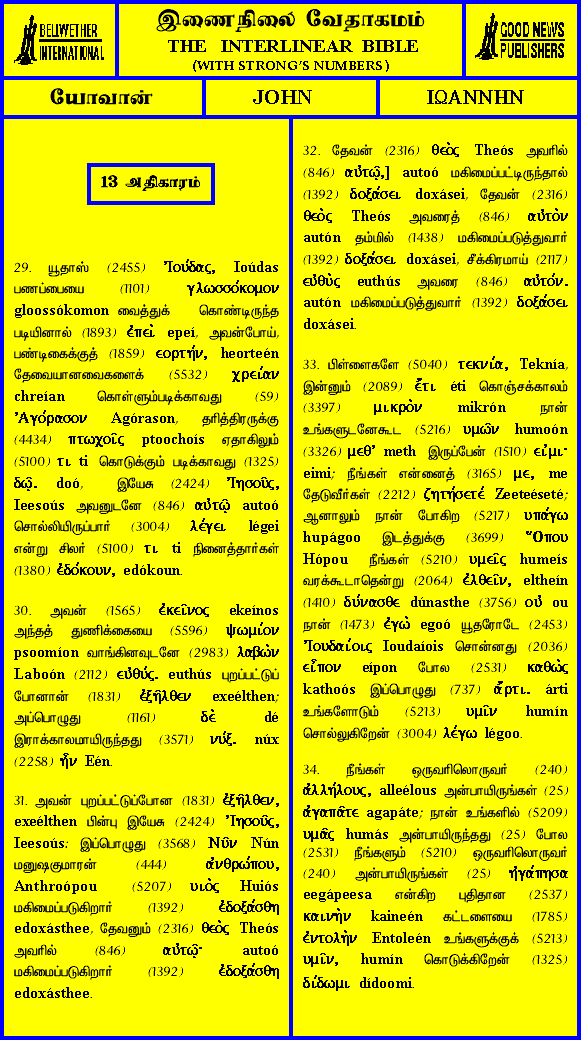 BELLWETHER
INTERNATIONAL
இணைநிலை வேதாகமம்
THE INTERLINEAR BIBLE
(WITH STRONG'S NUMBERS)
GOOD NEWS
PUBLISHERS
யோவான்
JOHN
ΙΩΑΝΝΗΝ
13 அதிகாரம்
29. யூதாஸ் (2455) Ἰούδας, Ioúdas
பணப்பையை (1101) γλωσσόκομον
gloossókomon வைத்துக் கொண்டிருந்த
படியினால் (1893) ἐπεὶ epeí, அவன்போய்,
பண்டிகைக்குத் (1859) εορτήν, heorteén
தேவையானவைகளைக் (5532) χρείαν
chreían கொள்ளும்படிக்காவது (59)
Ἀγόρασον Agórason, தரித்திரருக்கு
(4434) πτωχοῖς ptoochoís ஏதாகிலும்
(5100) τι ti கொடுக்கும் படிக்காவது (1325)
δῷ. doó, இயேசு (2424) Ἰησοῦς,
Ieesoús அவனுடனே (846) αὐτῷ autoó
சொல்லியிருப்பார் (3004) λέγει légei
என்று சிலர் (5100) τι ti நினைத்தார்கள்
(1380) ἐδόκουν, edókoun.
30. அவன் (1565) ἐκεῖνος ekeínos
அந்தத் துணிக்கையை (5596) ψωμίον
psoomíon வாங்கினவுடனே (2983) λαβὼν
Laboón (2112) εὐθύς. euthús புறப்பட்டுப்
போனான் (1831) ἐξῆλθεν exeélthen;
அப்பொழுது (1161) δὲ dé
இராக்காலமாயிருந்தது (3571) νύξ. núx
(2258) ἦν Eén.
31. அவன் புறப்பட்டுப்போன (1831) ἐξῆλθεν,
exeélthen பின்பு இயேசு (2424) Ἰησοῦς,
Ieesoús: இப்பொழுது (3568) Νῦν Nún
மனுஷகுமாரன் (444) ἀνθρώπου,
Anthroópou (5207) υιὸς Huiós
மகிமைப்படுகிறார் (1392) ἐδοξάσθη
edoxásthee, தேவனும் (2316) θεὸς Theós
அவரில் (846) αὐτῷ· autoó
மகிமைப்படுகிறார் (1392) ἐδοξάσθη
edoxásthee.
32. தேவன் (2316) θεὸς Theós அவரில்
(846) αὐτῷ,] autoó மகிமைப்பட்டிருந்தால்
(1392) δοξάσει doxásei, தேவன் (2316)
θεὸς Theós அவரைத் (846) αὐτὸν
autón தம்மில் (1438) மகிமைப்படுத்துவார்
(1392) δοξάσει doxásei, சீக்கிரமாய் (2117)
εὐθὺς euthús அவரை (846) αὐτόν.
autón மகிமைப்படுத்துவார் (1392) δοξάσει
doxásei.
33. பிள்ளைகளே (5040) τεκνία, Teknía,
இன்னும் (2089) ἔτι éti கொஞ்சக்காலம்
(3397) μικρὸν mikrón நான்
உங்களுடனேகூட (5216) υμῶν humoón
(3326) μεθ' meth இருப்பேன் (1510) εἰμι·
eimi; நீங்கள் என்னைத் (3165) με, me
தேடுவீர்கள் (2212) ζητήσετέ Zeeteéseté;
ஆனாலும் நான் போகிற (5217) υπάγω
hupágoo இடத்துக்கு (3699) Ὅπου
Hópou நீங்கள் (5210) υμεῖς humeís
வரக்கூடாதென்று (2064) ἐλθεῖν, eltheín
(1410) δύνασθε dúnasthe (3756) οὐ ou
நான் (1473) ἐγὼ egoó யூதரோடே (2453)
Ἰουδαίοις Ioudaíois சொன்னது (2036)
εἶπον eípon போல (2531) καθὼς
kathoós இப்பொழுது (737) ἄρτι. árti
உங்களோடும் (5213) υμῖν humín
சொல்லுகிறேன் (3004) λέγω légoo.
34. நீங்கள் ஒருவரிலொருவர் (240)
ἀλλήλους, alleélous அன்பாயிருங்கள் (25)
ἀγαπᾶτε agapáte; நான் உங்களில் (5209)
υμᾶς humás அன்பாயிருந்தது (25) போல
(2531) நீங்களும் (5210) ஒருவரிலொருவர்
(240) அன்பாயிருங்கள் (25) ἠγάπησα
eegápeesa என்கிற புதிதான (2537)
καινὴν kaineén கட்டளையை (1785)
ἐντολὴν Entoleén உங்களுக்குக் (5213)
υμῖν, humín கொடுக்கிறேன் (1325)
δίδωμι dídoomi.